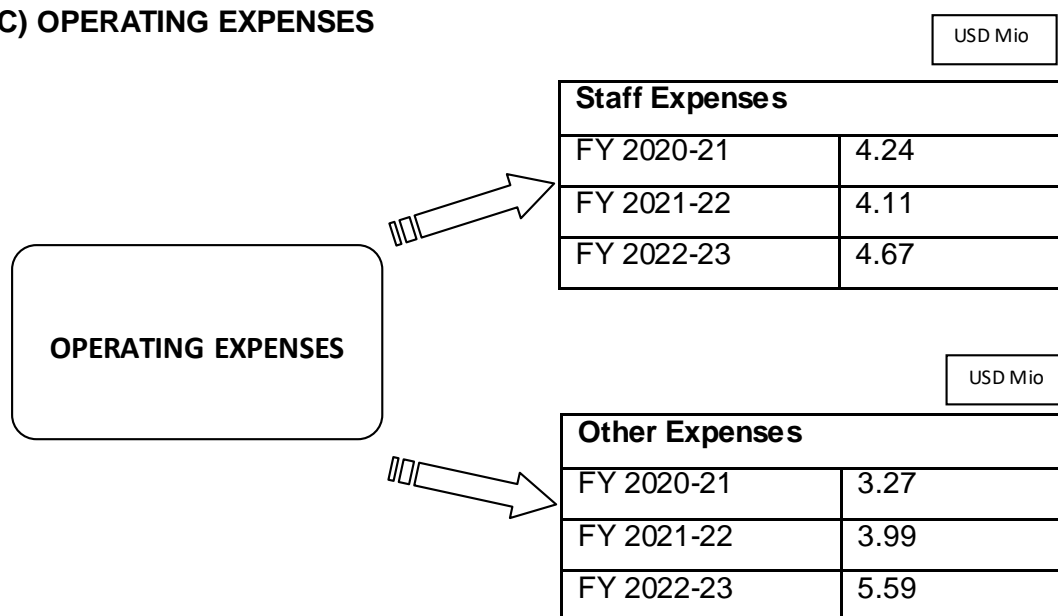 C) OPERATING EXPENSES
USD Mio
Staff Expenses
FY 2020-21 4.24
FY 2021-22 4.11
FY 2022-23 4.67
OPERATING EXPENSES
USD Mio
Other Expenses
FY 2020-21 3.27
FY 2021-22 3.99
FY 2022-23 5.59